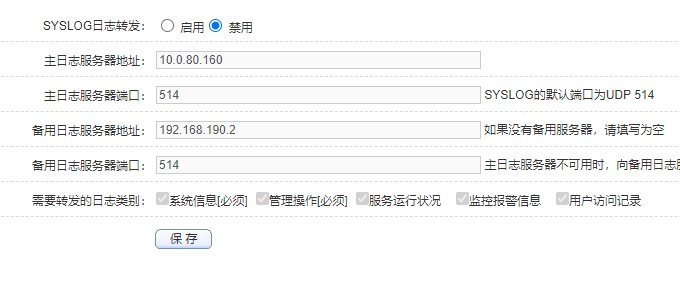 SYSLOG日志转发： 启用 禁用
主日志服务器地址： 10.0.80.160
主日志服务器端口： 514 SYSLOG的默认端口为UDP 514
备用日志服务器地址： 192.168.190.2 如果没有备用服务器，请填写为空
备用日志服务器端口： 514 主日志服务器不可用时，向备用日志
需要转发的日志类别： 系统信息[必须] 管理操作[必须] 服务运行状况 监控报警信息 用户访问记录
保 存